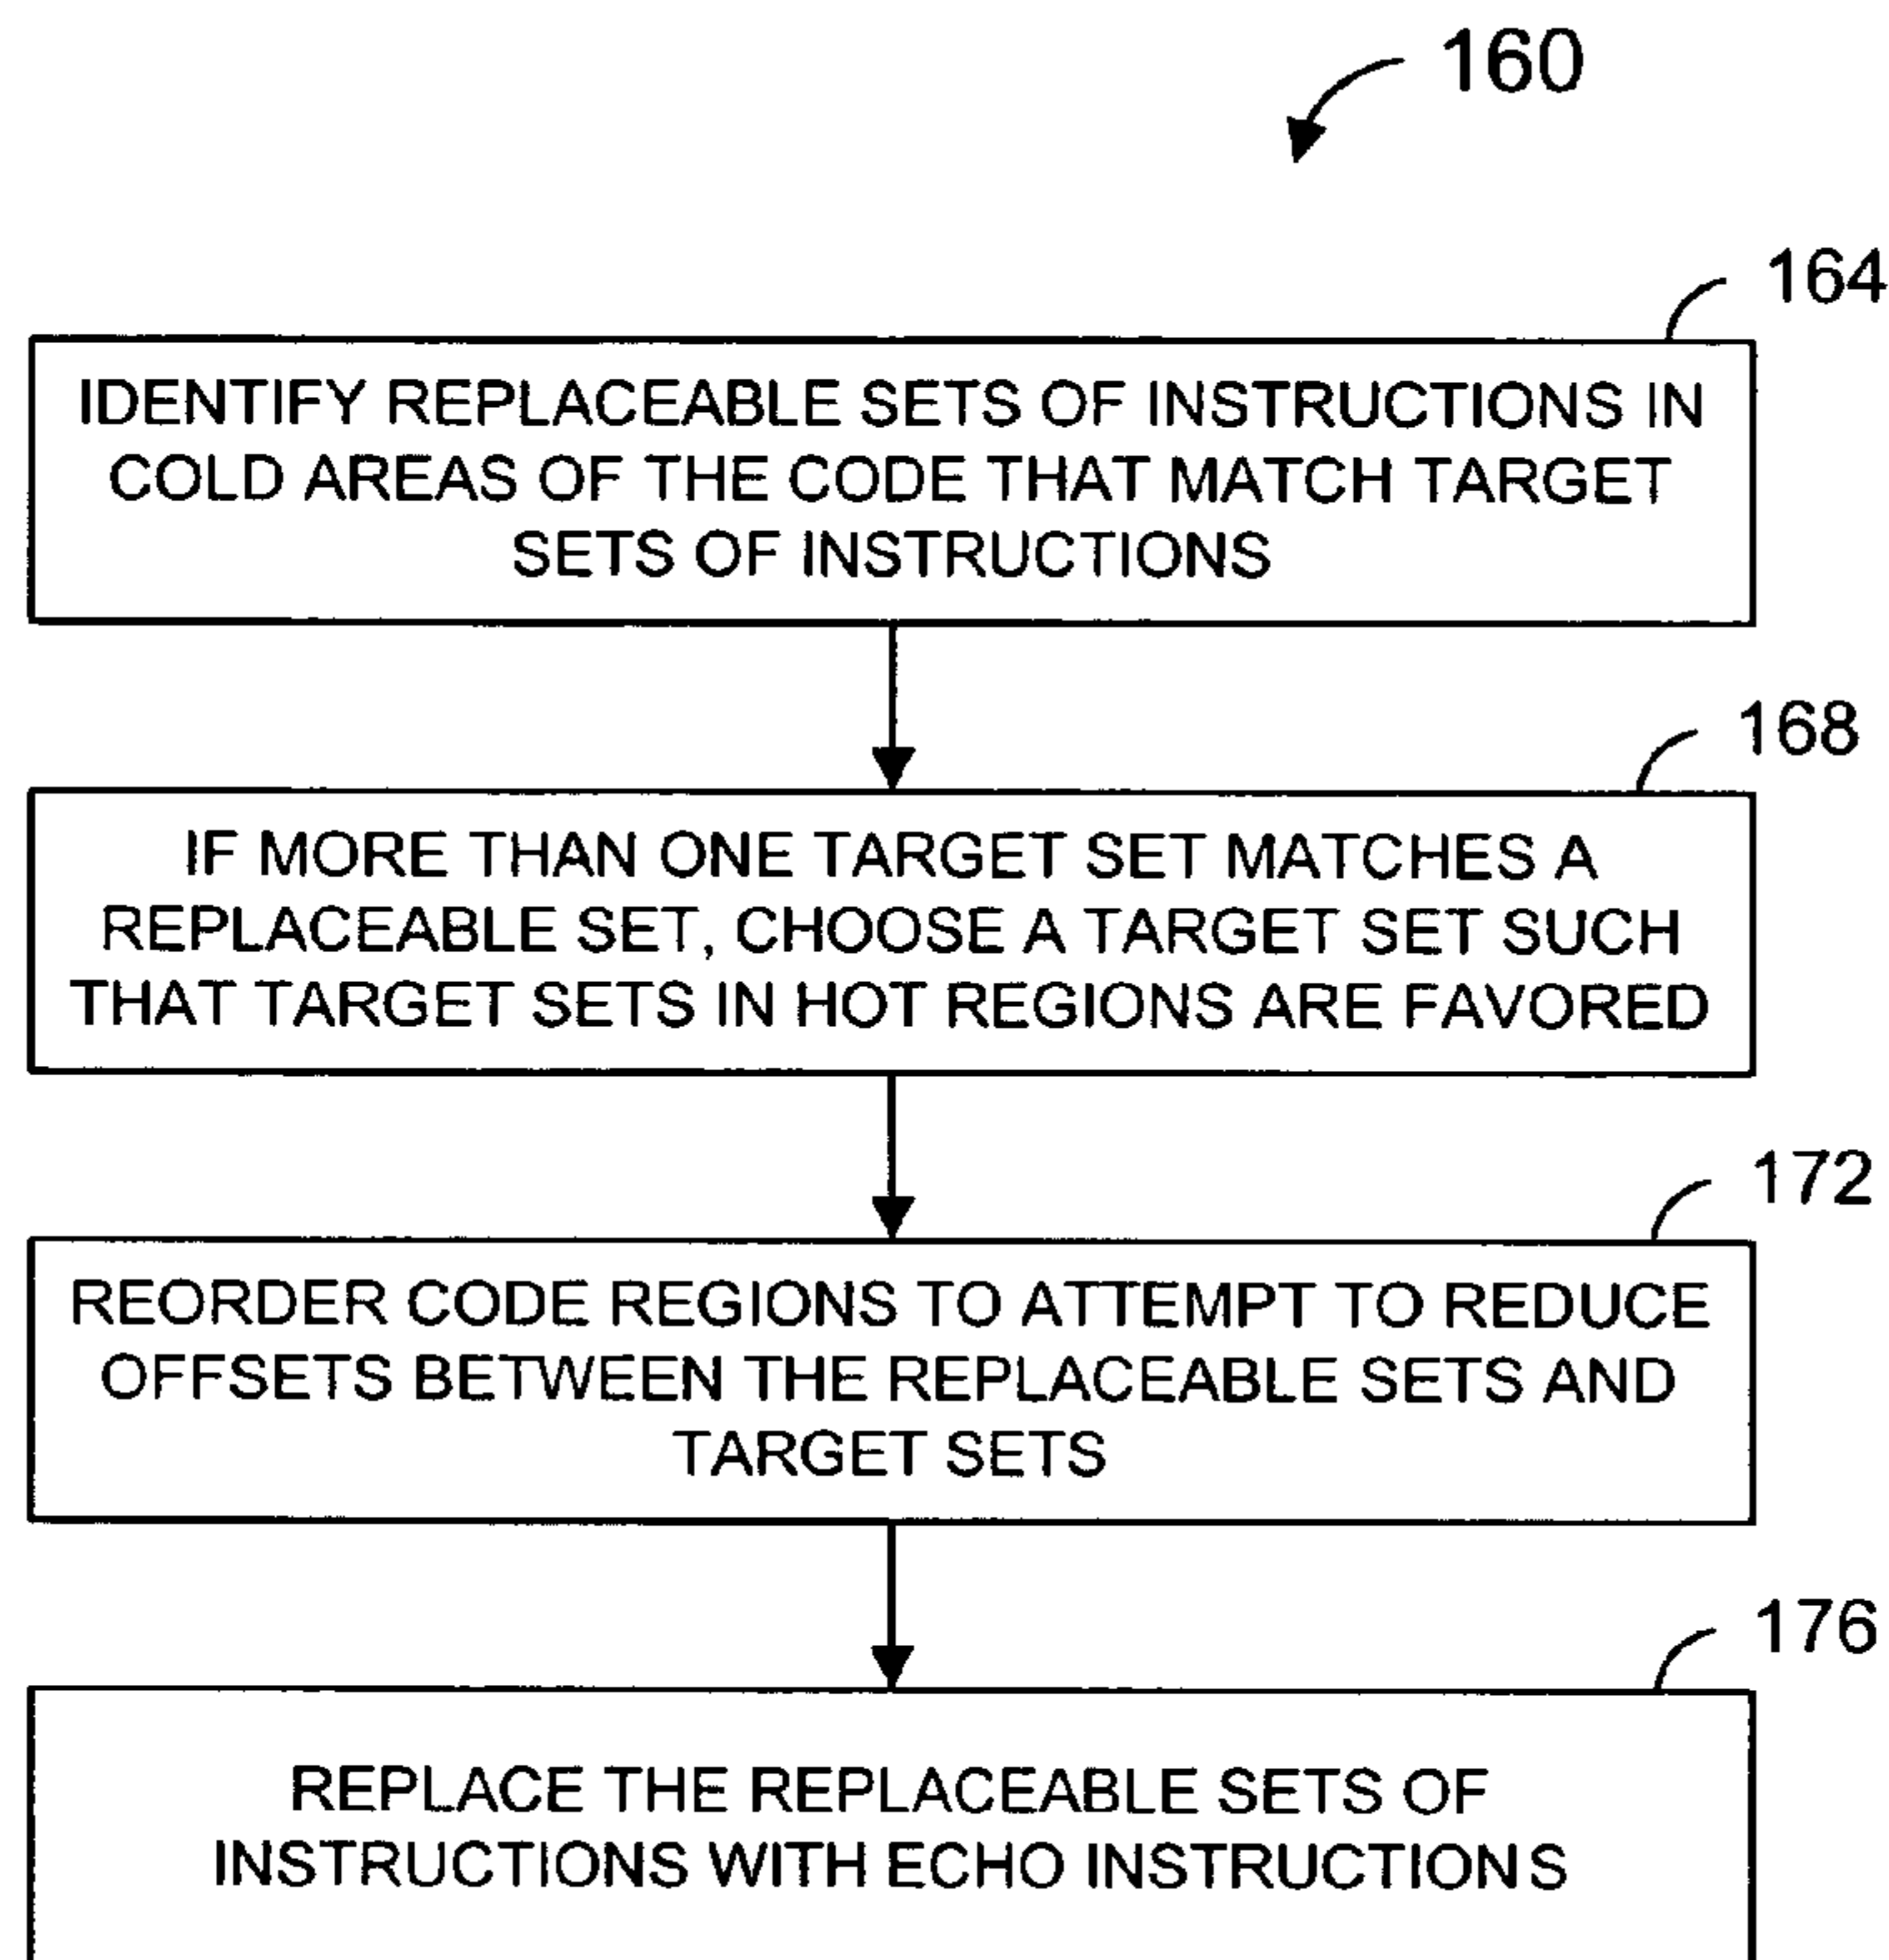 160
164
IDENTIFY REPLACEABLE SETS OF INSTRUCTIONS IN
COLD AREAS OF THE CODE THAT MATCH TARGET
SETS OF INSTRUCTIONS
168
IF MORE THAN ONE TARGET SET MATCHES A
REPLACEABLE SET, CHOOSE A TARGET SET SUCH
THAT TARGET SETS IN HOT REGIONS ARE FAVORED
172
REORDER CODE REGIONS TO ATTEMPT TO REDUCE
OFFSETS BETWEEN THE REPLACEABLE SETS AND
TARGET SETS
176
REPLACE THE REPLACEABLE SETS OF
INSTRUCTIONS WITH ECHO INSTRUCTIONS